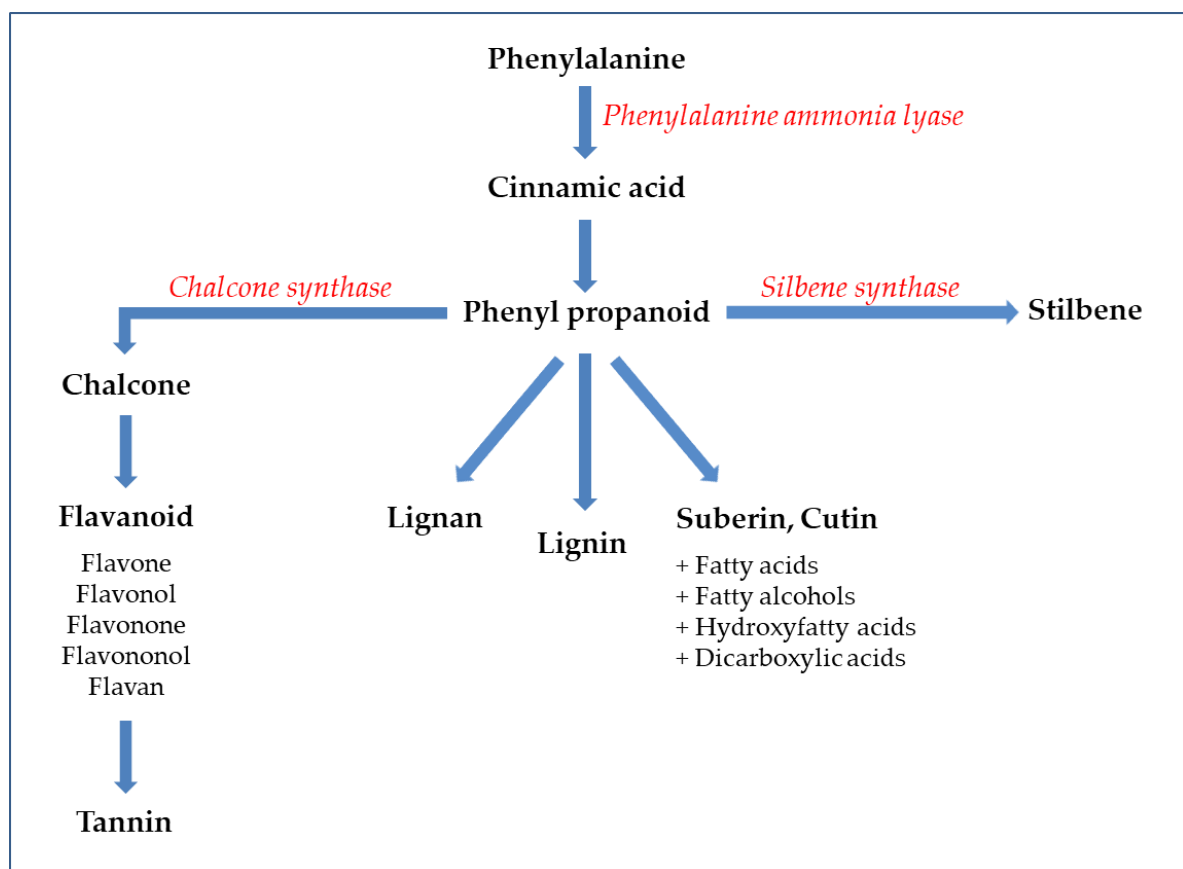 Phenylalanine
Phenylalanine ammonia lyase
Cinnamic acid
Chalcone synthase
Phenyl propanoid
Silbene synthase
Stilbene
Chalcone
Flavanoid
Flavone
Flavonol
Flavonone
Flavononol
Flavan
Tannin
Lignan
Lignin
Suberin, Cutin
+ Fatty acids
+ Fatty alcohols
+ Hydroxyfatty acids
+ Dicarboxylic acids